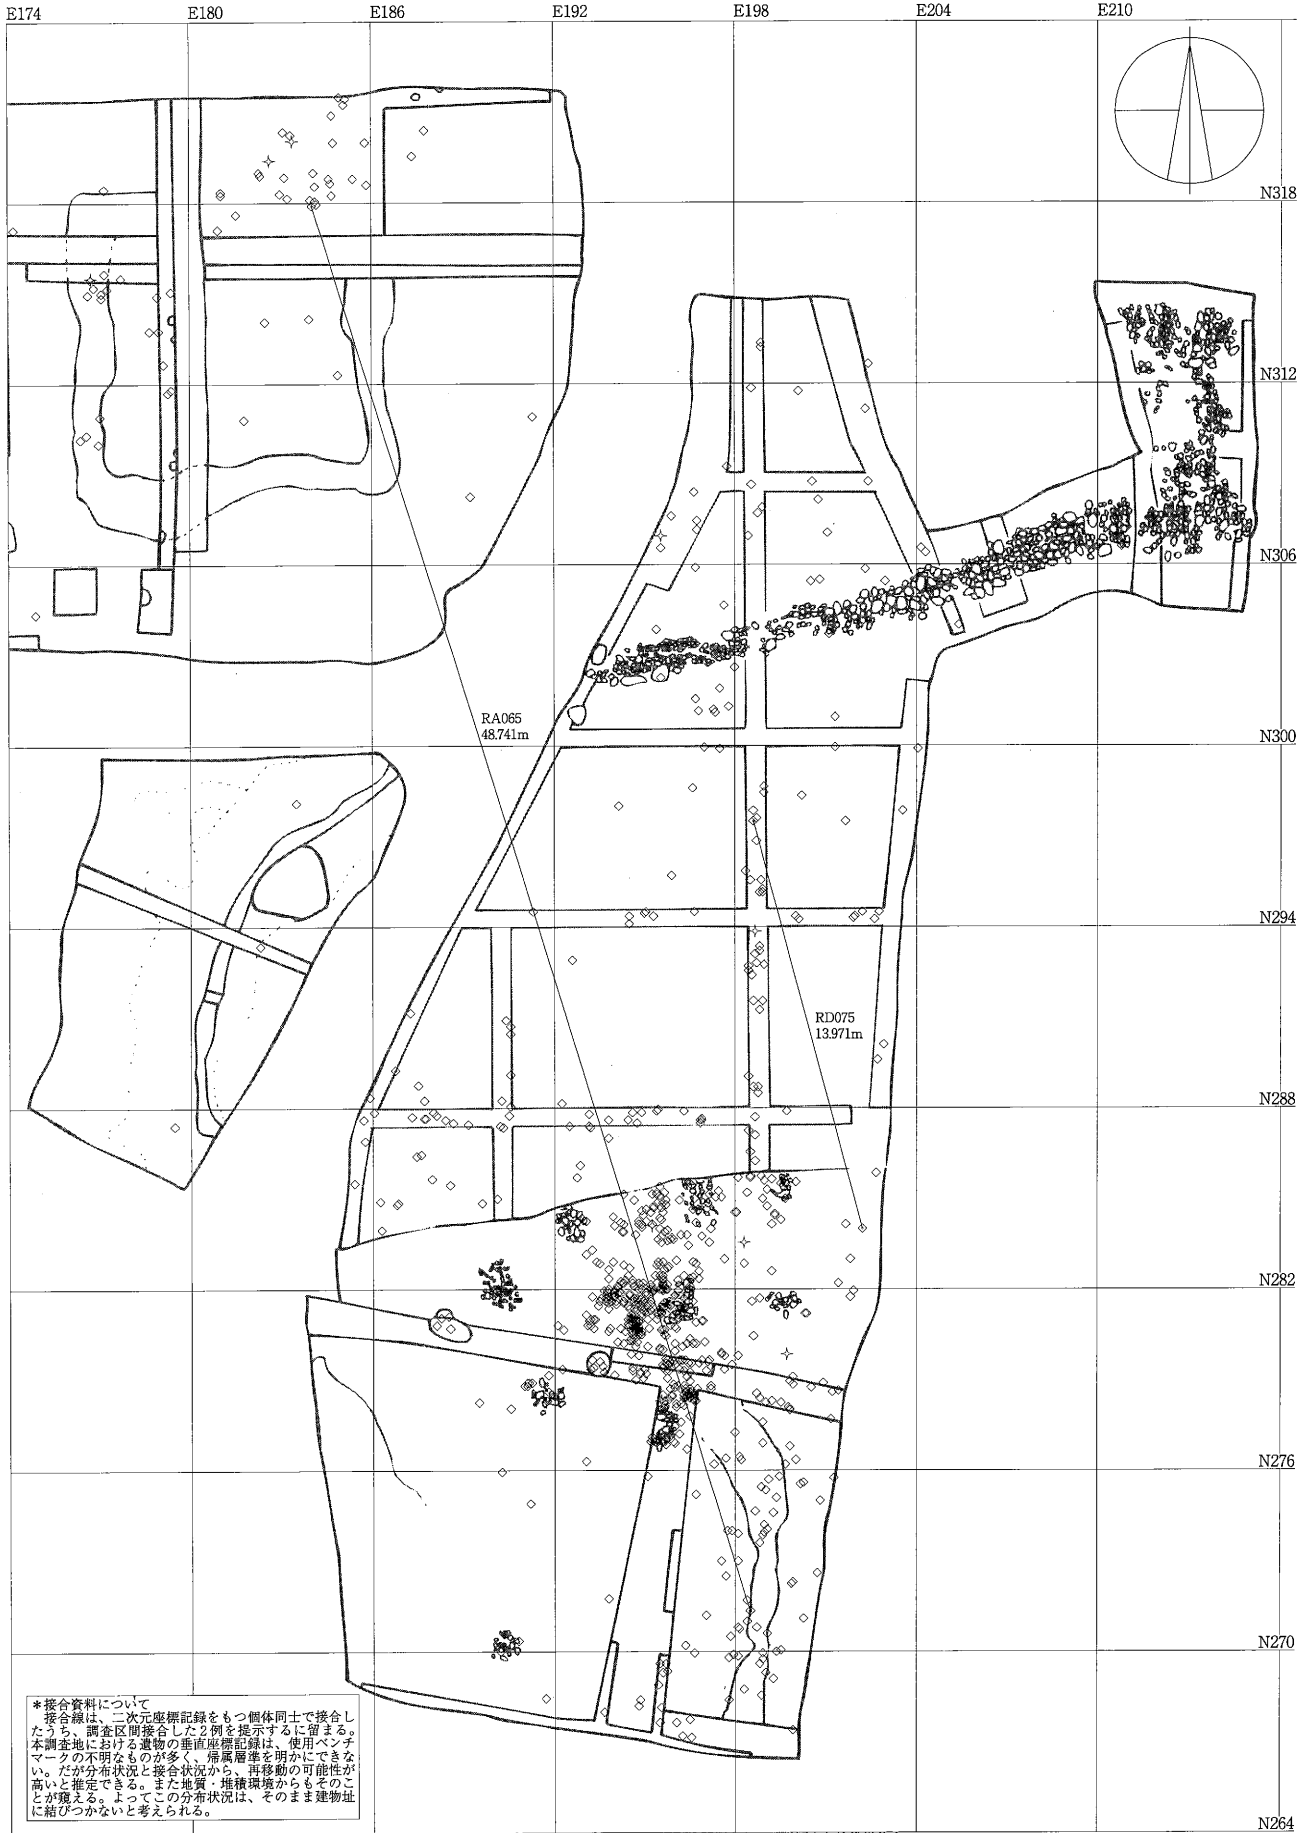 E174 E180 E186 E192 E198 E204 E210
N318
N312
N306
RA065
48.741m
N300
N294
RD075
13.971m
N288
N282
N276
N270
＊接合資料について
接合線は、二次元座標記録をもつ個体同士で接合し
たうち、調査区間接合した２例を提示するに留まる。
本調査地における遺物の垂直座標記録は、使用ベンチ
マークの不明なものが多く、帰属層準を明かにできな
い。だが分布状況と接合状況から、再移動の可能性が
高いと推定できる。また地質・堆積環境からもそのこ
とが窺える。よってこの分布状況は、そのまま建物址
に結びつかないと考えられる。
N264